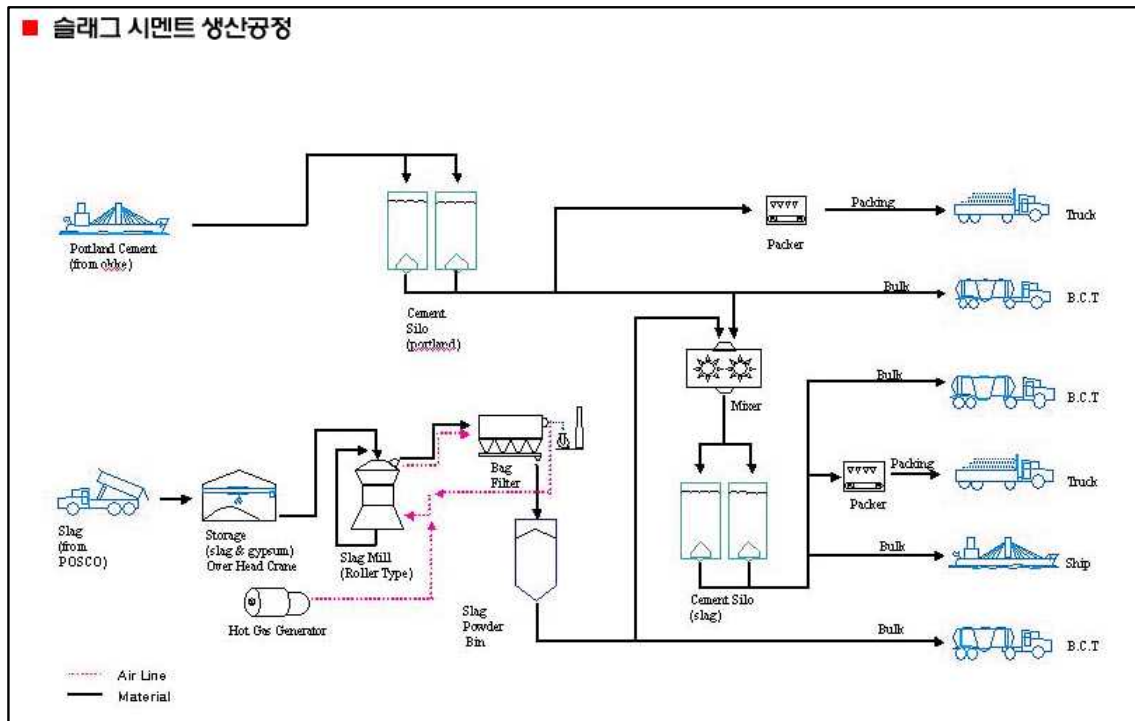 슬래그 시멘트 생산공정
Portland Cement
(from okke)
Cement
Silo
(portland)
Packer
Packing
Truck
Bulk
B.C.T
Mixer
Bulk
B.C.T
Packer
Packing
Truck
Bulk
Ship
Cement Silo
(slag)
Bulk
B.C.T
Slag
(from
POSCO)
Storage
(slag & gypsum)
Over Head Crane
Slag Mill
(Roller Type)
Bag
Filter
Hot Gas Generator
Slag
Powder
Bin
Air Line
Material